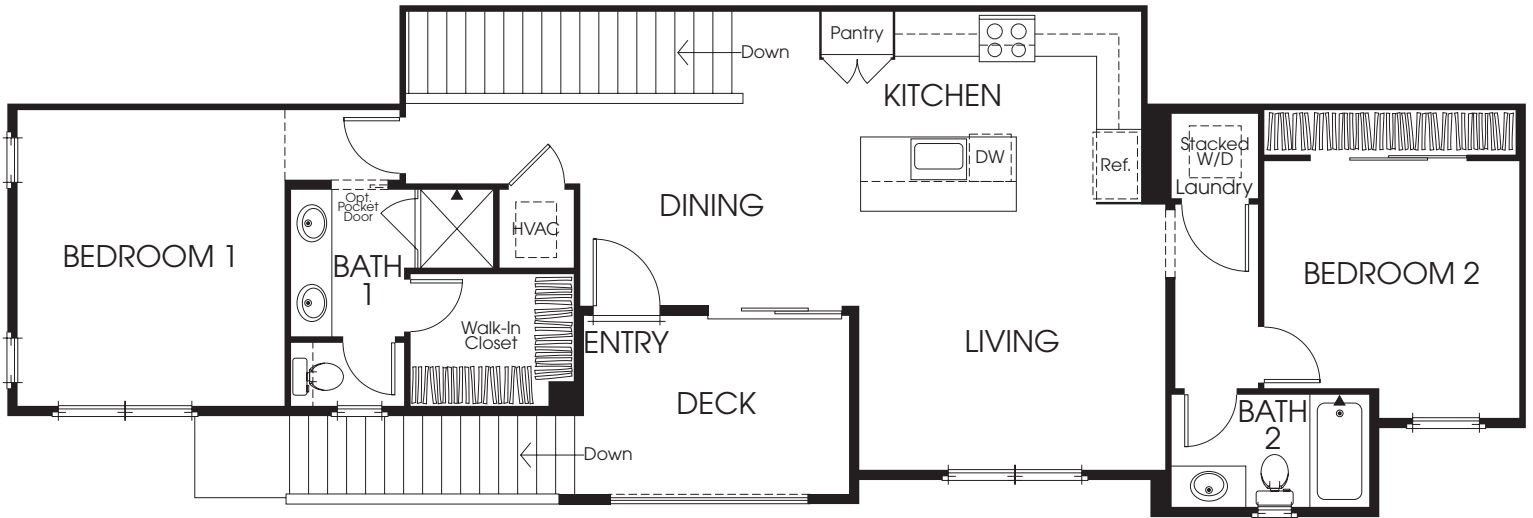 Pantry
Down
KITCHEN
Stacked
W/D
DW
Ref.
Laundry
Opt.
Pocket
Door
DINING
HVAC
BEDROOM 1
BATH
1
BEDROOM 2
Walk-In
Closet
ENTRY
LIVING
DECK
BATH
2
Down